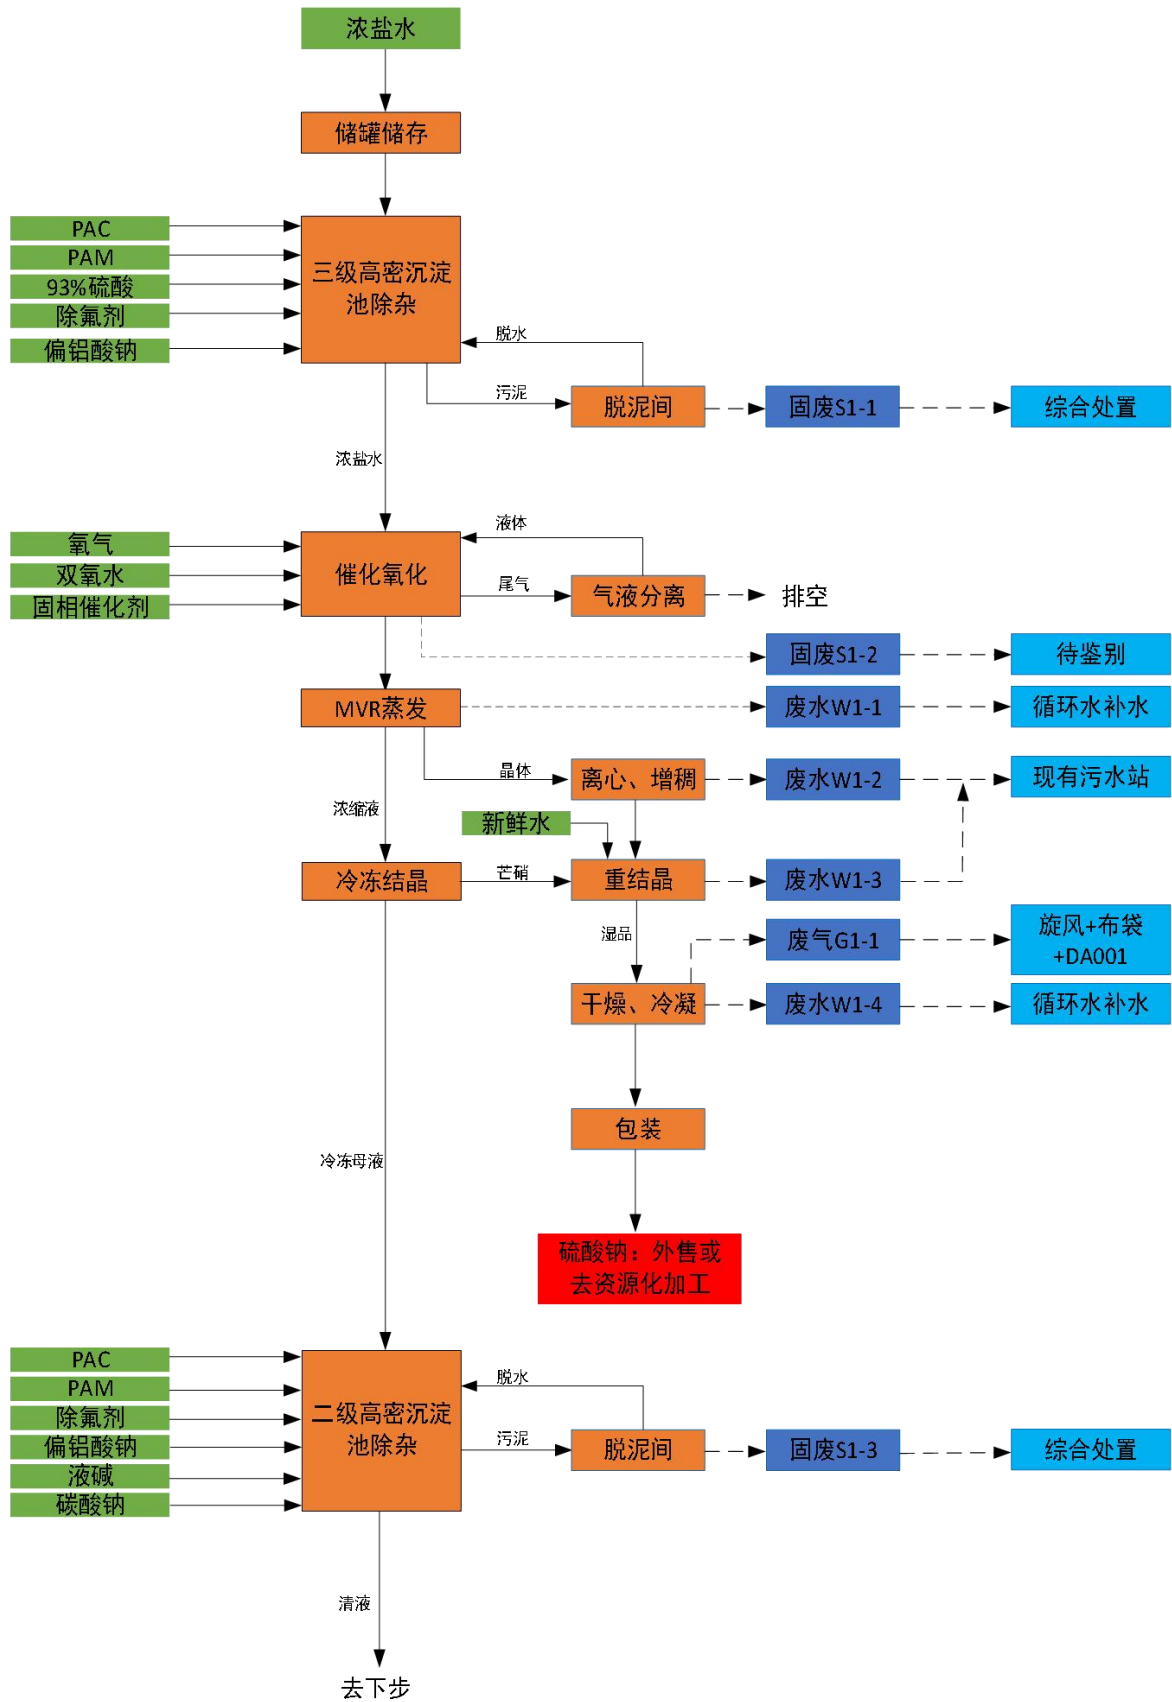 浓盐水
储罐储存
PAC
PAM
93%硫酸
除氟剂
偏铝酸钠
三级高密沉淀
池除杂
脱水
污泥
脱泥间
固废S1-1
综合处置
浓盐水
氧气
双氧水
固相催化剂
催化氧化
液体
尾气
气液分离
排空
固废S1-2
待鉴别
MVR蒸发
废水W1-1
循环水补水
晶体
离心、增稠
废水W1-2
现有污水站
浓缩液
新鲜水
冷冻结晶
芒硝
重结晶
废水W1-3
湿品
废气G1-1
旋风+布袋
+DA001
干燥、冷凝
废水W1-4
循环水补水
包装
冷冻母液
硫酸钠：外售或
去资源化加工
PAC
PAM
除氟剂
偏铝酸钠
液碱
碳酸钠
二级高密沉淀
池除杂
脱水
污泥
脱泥间
固废S1-3
综合处置
清液
去下步